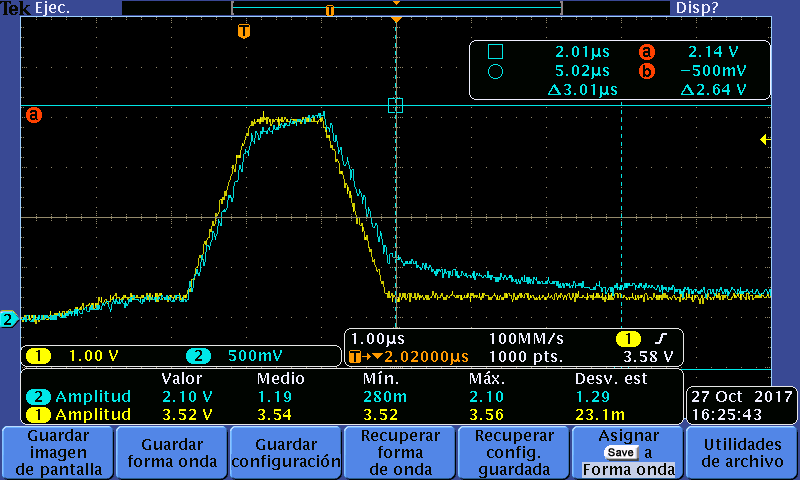 Tek Ejec. Disp?
T
T
2.01µs a 2.14 V
5.02µs b −500mV
Δ3.01µs Δ2.64 V
a
2
1 1.00 V 2 500mV
1.00µs 100MM/s 1
T→▼2.02000µs 1000 pts. 3.58 V
Valor Medio Mín. Máx. Desv. est
2 Amplitud 2.10 V 1.19 280m 2.10 1.29
1 Amplitud 3.52 V 3.54 3.52 3.56 23.1m
27 Oct 2017
16:25:43
Guardar
imagen
de pantalla
Guardar
forma onda
Guardar
configuración
Recuperar
forma
de onda
Recuperar
config.
guardada
Asignar
Save a
Forma onda
Utilidades
de archivo